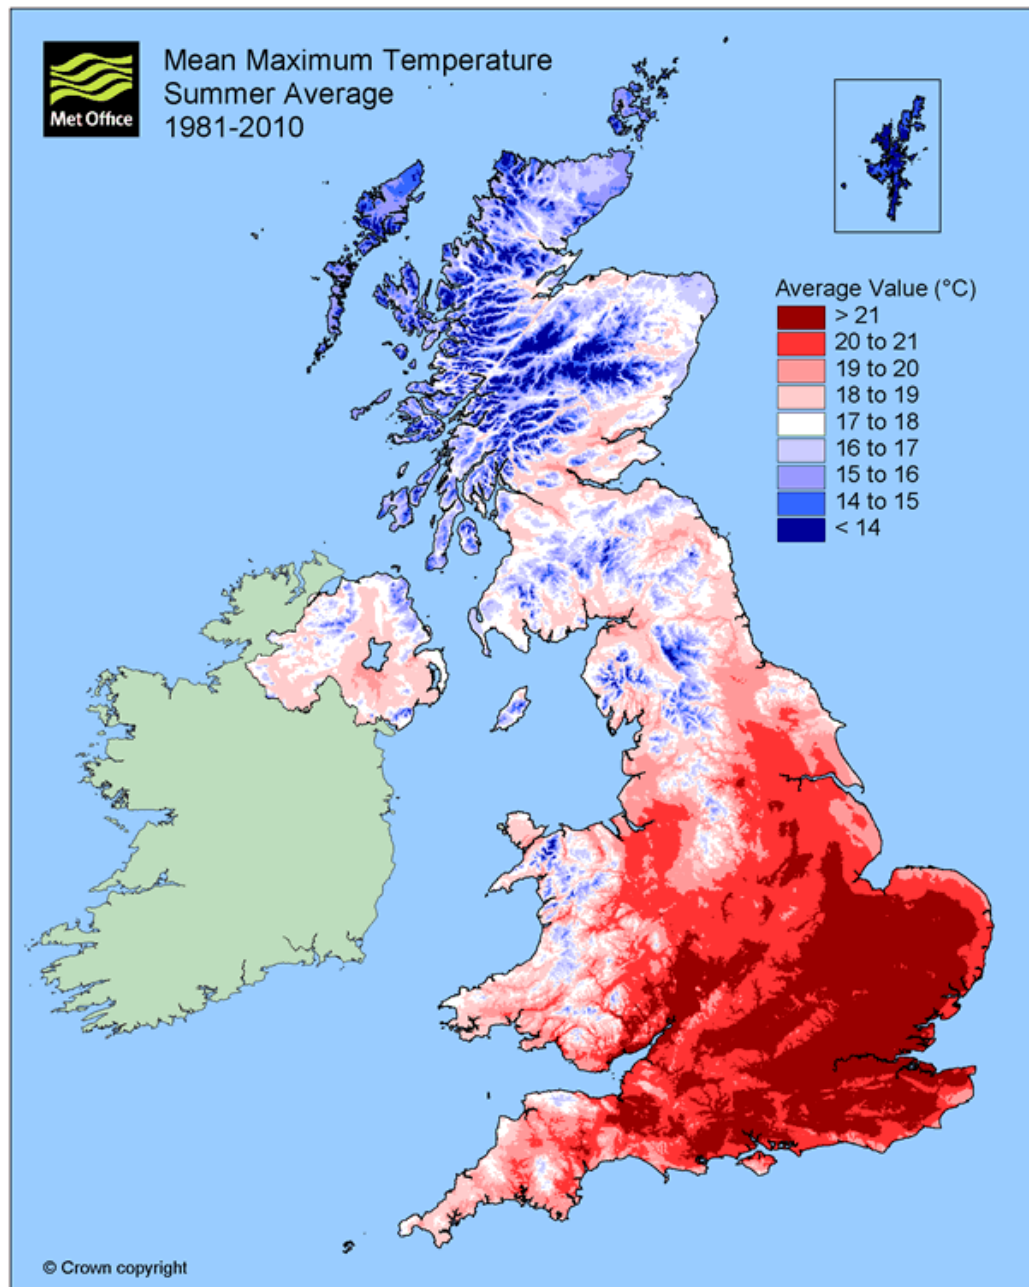 Mean Maximum Temperature
Summer Average
1981-2010
Met Office
Average Value (°C)
> 21
20 to 21
19 to 20
18 to 19
17 to 18
16 to 17
15 to 16
14 to 15
< 14
© Crown copyright